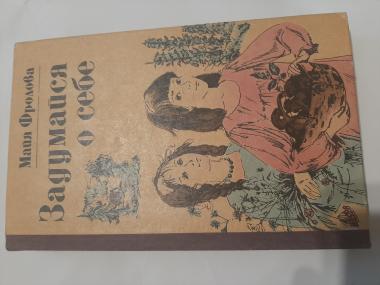 Майя Фролова
Задумайся
о себе